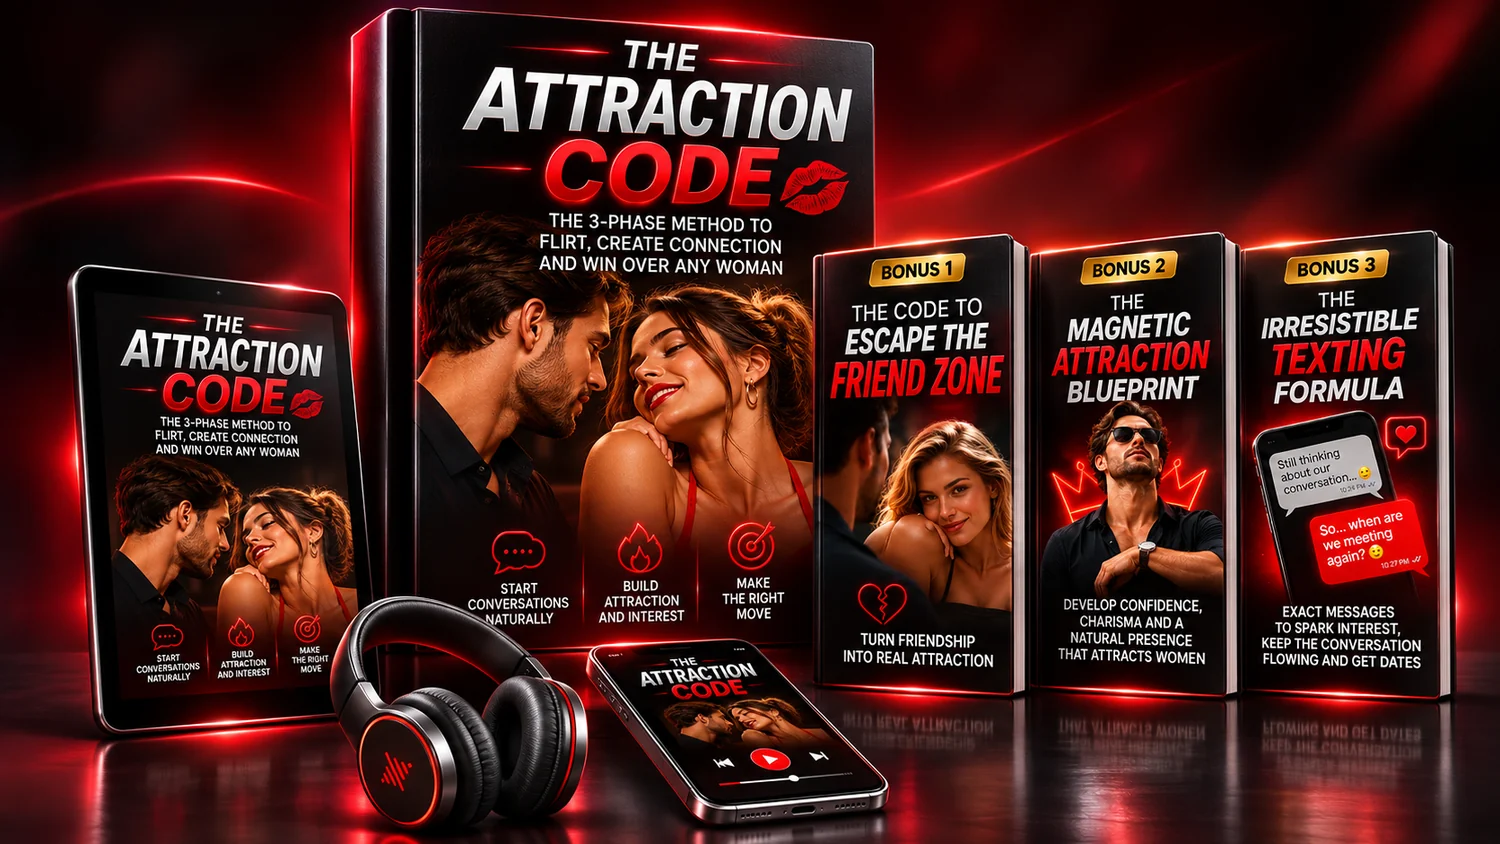 THE
ATTRACTION
CODE
THE 3-PHASE METHOD TO
FLIRT, CREATE CONNECTION
AND WIN OVER ANY WOMAN
START
CONVERSATIONS
NATURALLY
BUILD
ATTRACTION
AND INTEREST
MAKE
THE RIGHT
MOVE
THE
ATTRACTION
CODE
THE 3-PHASE METHOD TO
FLIRT, CREATE CONNECTION
AND WIN OVER ANY WOMAN
START
CONVERSATIONS
NATURALLY
BUILD
ATTRACTION
AND INTEREST
MAKE
THE RIGHT
MOVE
THE
ATTRACTION
CODE
BONUS 1
THE CODE TO
ESCAPE THE
FRIEND ZONE
TURN FRIENDSHIP
INTO REAL ATTRACTION
BONUS 2
THE
MAGNETIC
ATTRACTION
BLUEPRINT
DEVELOP CONFIDENCE,
CHARISMA AND A
NATURAL PRESENCE
THAT ATTRACTS WOMEN
BONUS 3
THE
IRRESISTIBLE
TEXTING
FORMULA
Still thinking
about our
conversation...😉
10:24 PM
So... when are
we meeting
again? 😉
10:27 PM
EXACT MESSAGES
TO SPARK INTEREST,
KEEP THE CONVERSATION
FLOWING AND GET DATES